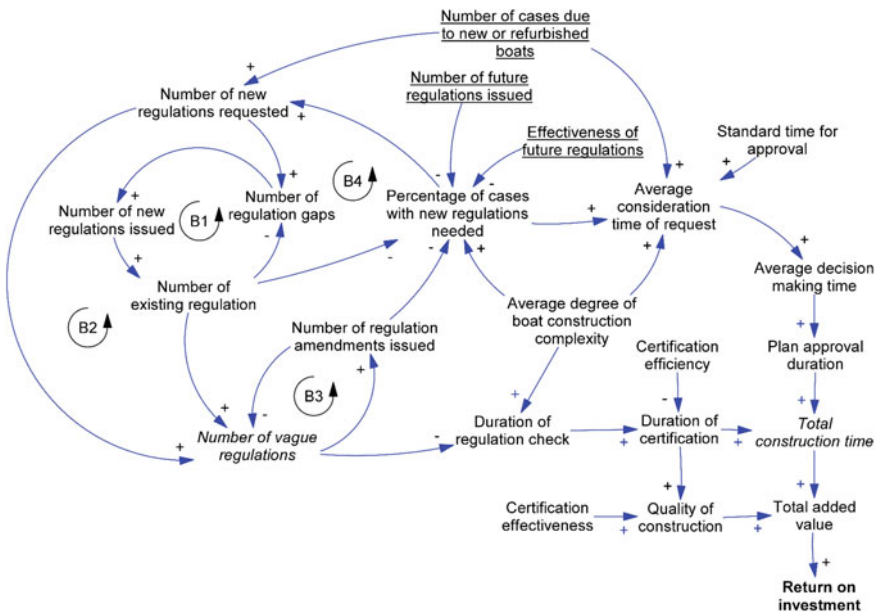 Number of cases due
to new or refurbished
boats
+
Number of new
regulations requested
+
Number of future
regulations issued
Effectiveness of
future regulations
Standard time for
approval
+
+
+
B4
-
-
+
Number of new
regulations issued
B1
Number of
regulation gaps
Percentage of cases
with new regulations
needed
+
Average
consideration
time of request
+
-
-
-
+
+
+
Number of
existing regulation
Average decision
making time
B2
Number of regulation
amendments issued
Average degree of
boat construction
complexity
+
Certification
efficiency
Plan approval
duration
+
B3
+
-
+
-
+
+
Number of vague
regulations
-
Duration of
regulation check
+
Duration of
certification
+
Total
construction time
+
+
Certification
effectiveness
+
Quality of
construction
+
Total added
value
+
Return on
investment